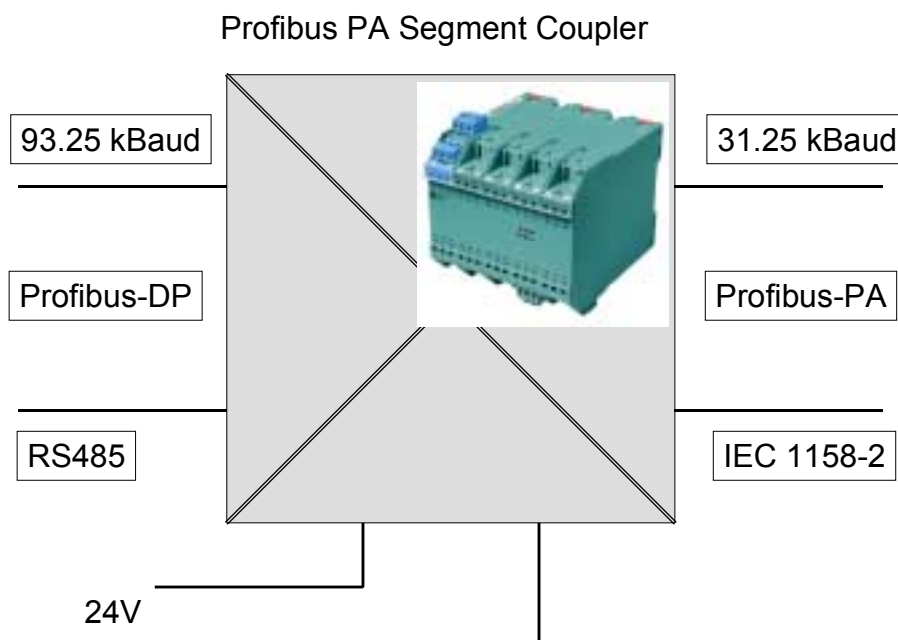 Profibus PA Segment Coupler
93.25 kBaud
31.25 kBaud
Profibus-DP
Profibus-PA
RS485
IEC 1158-2
24V